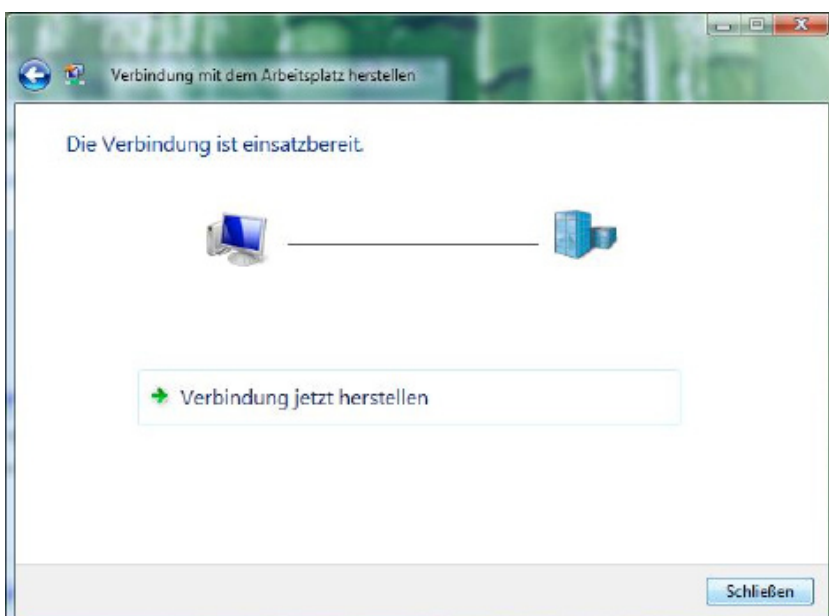 Verbindung mit dem Arbeitsplatz herstellen
Die Verbindung ist einsatzbereit.
Verbindung jetzt herstellen
Schließen